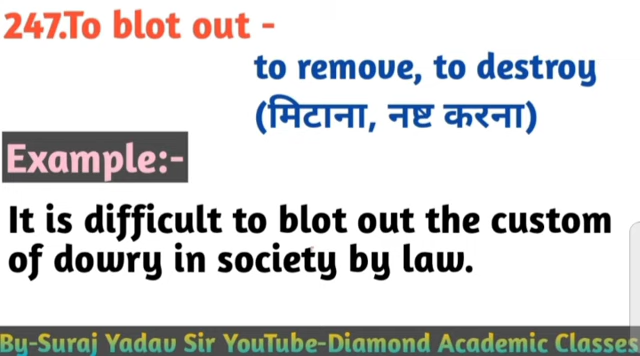 247.To blot out -
to remove, to destroy
(मिटाना, नष्ट करना)
Example:-
It is difficult to blot out the custom
of dowry in society by law.
By-Suraj Yadav Sir YouTube-Diamond Academic Classes